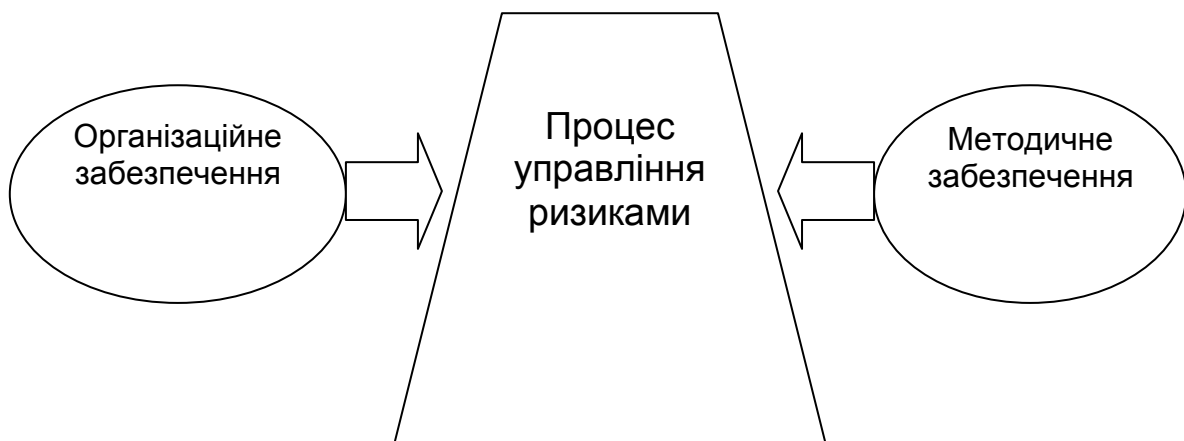 Організаційне
забезпечення
Процес
управління
ризиками
Методичне
забезпечення